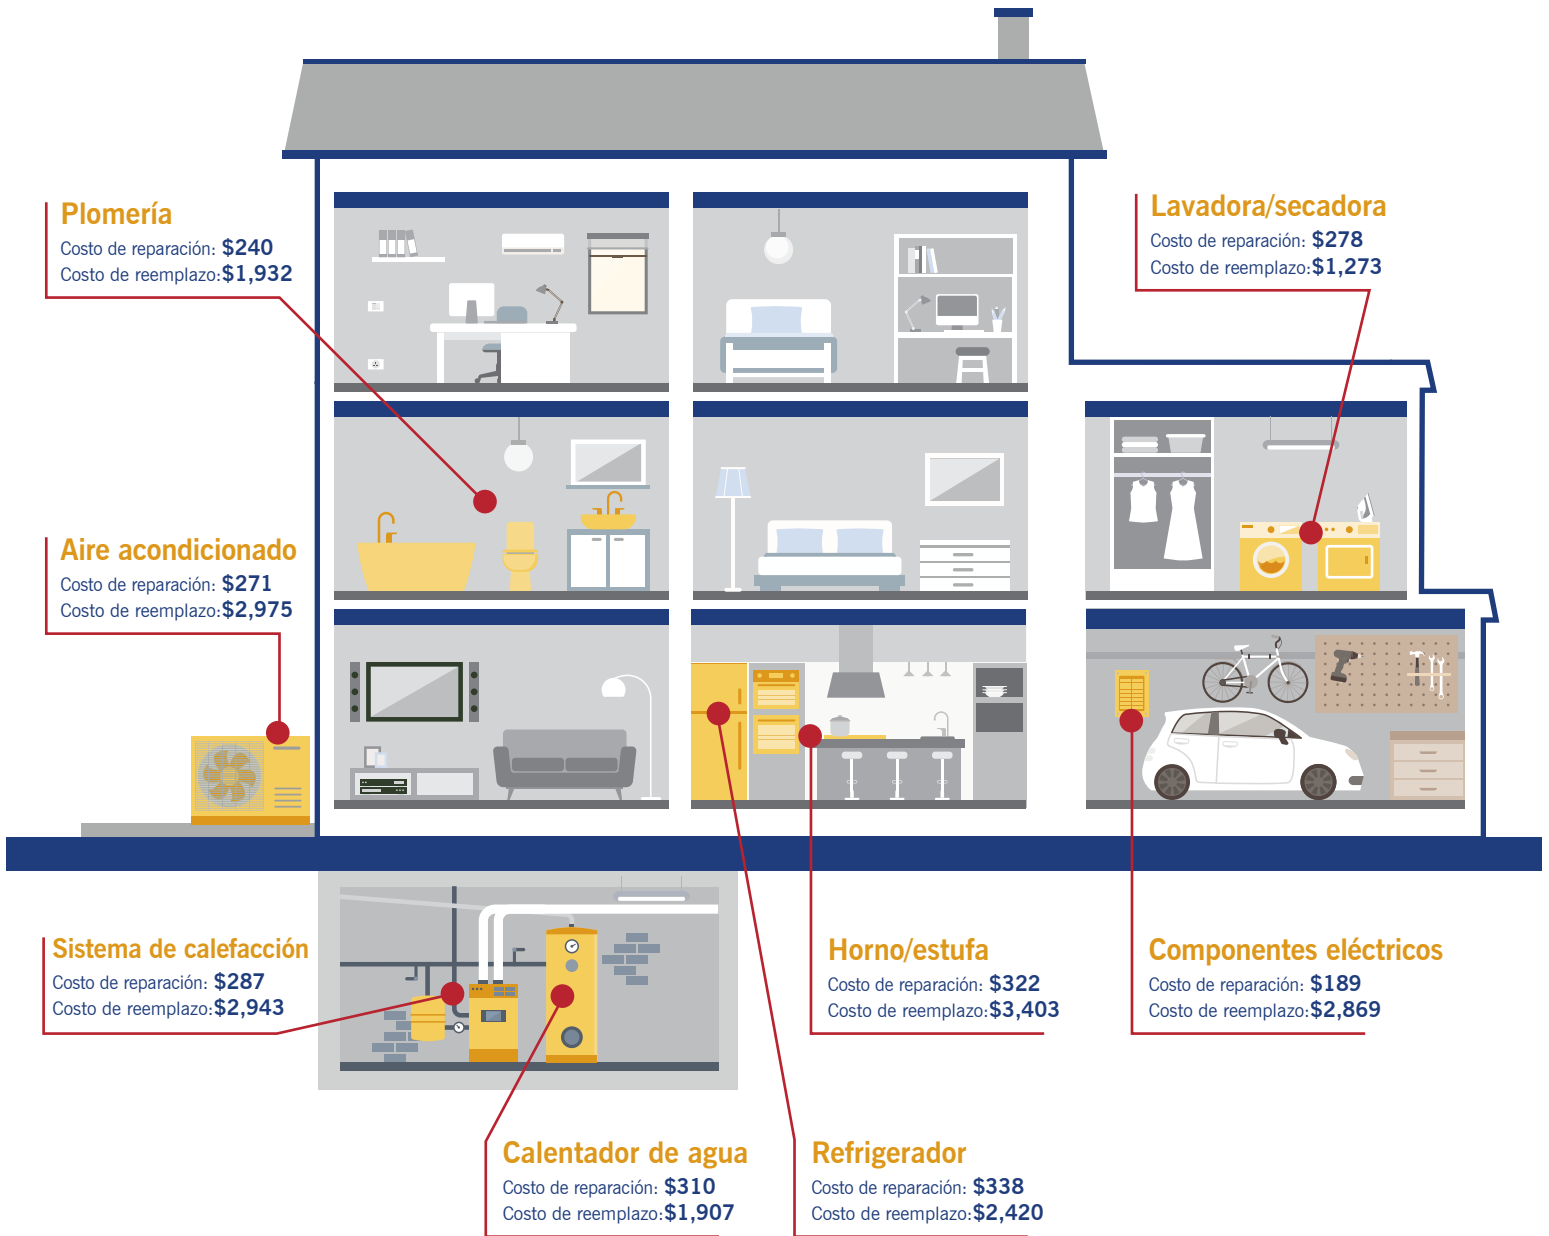 Plomería
Costo de reparación: $240
Costo de reemplazo:$1,932
Lavadora/secadora
Costo de reparación: $278
Costo de reemplazo:$1,273
Aire acondicionado
Costo de reparación: $271
Costo de reemplazo:$2,975
Sistema de calefacción
Costo de reparación: $287
Costo de reemplazo:$2,943
Horno/estufa
Costo de reparación: $322
Costo de reemplazo:$3,403
Componentes eléctricos
Costo de reparación: $189
Costo de reemplazo:$2,869
Calentador de agua
Costo de reparación: $310
Costo de reemplazo:$1,907
Refrigerador
Costo de reparación: $338
Costo de reemplazo:$2,420